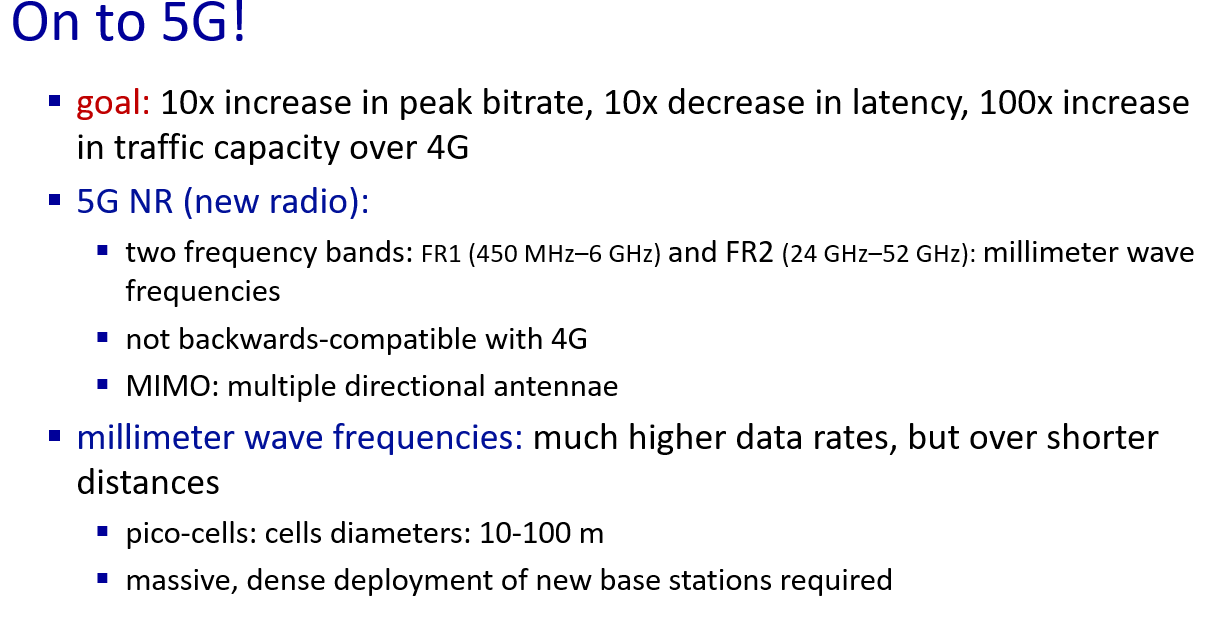 On to 5G!
▪ goal: 10x increase in peak bitrate, 10x decrease in latency, 100x increase
in traffic capacity over 4G
▪ 5G NR (new radio):
▪ two frequency bands: FR1 (450 MHz–6 GHz) and FR2 (24 GHz–52 GHz): millimeter wave
frequencies
▪ not backwards-compatible with 4G
▪ MIMO: multiple directional antennae
▪ millimeter wave frequencies: much higher data rates, but over shorter
distances
▪ pico-cells: cells diameters: 10-100 m
▪ massive, dense deployment of new base stations required